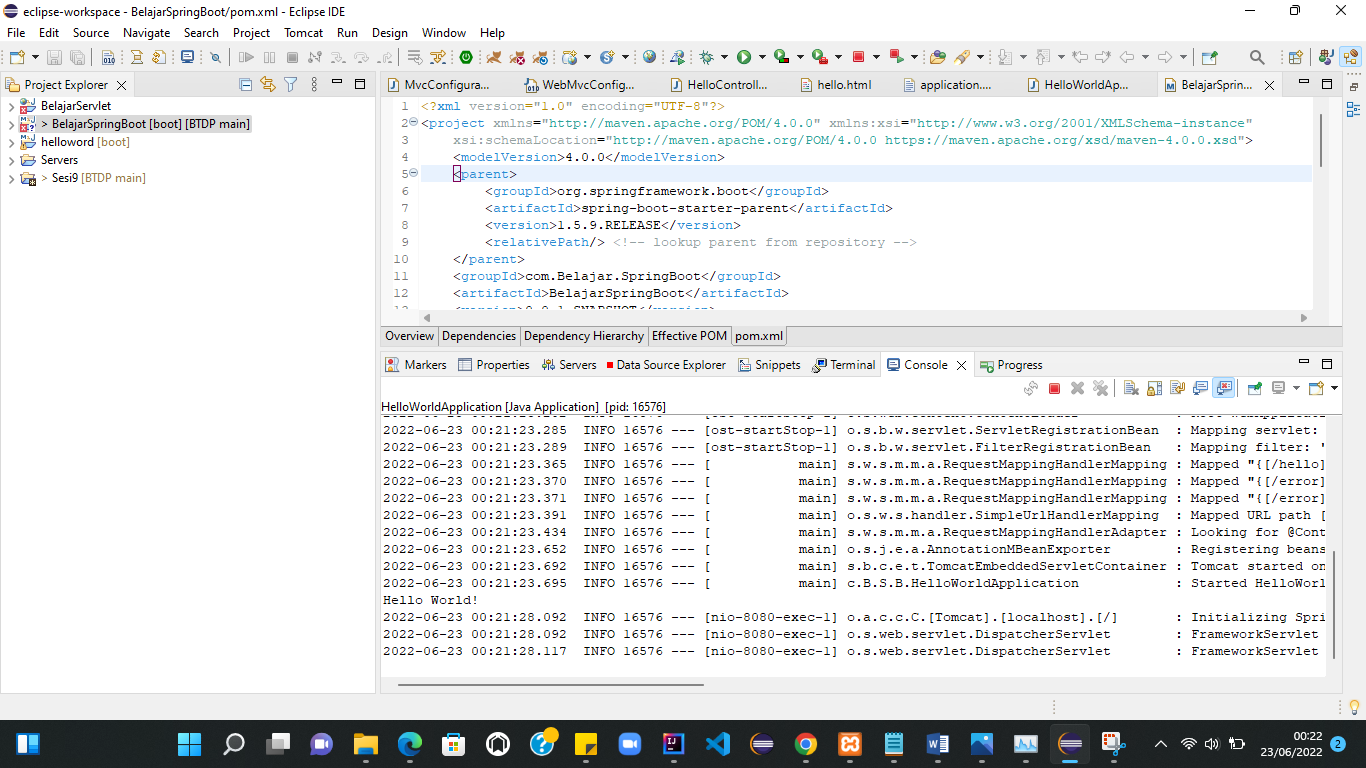 eclipse-workspace - BelajarSpringBoot/pom.xml - Eclipse IDE
File Edit Source Navigate Search Project Tomcat Run Design Window Help
Project Explorer
BelajarServlet
> BelajarSpringBoot [boot] [BTDP main]
helloword [boot]
Servers
> Sesi9 [BTDP main]
MvcConfigura... WebMvcConfig... HelloControll... hello.html application.... HelloWorldAp... BelajarSprin...
1 <?xml version="1.0" encoding="UTF-8"?>
2 <project xmlns="http://maven.apache.org/POM/4.0.0" xmlns:xsi="http://www.w3.org/2001/XMLSchema-instance"
3 xsi:schemaLocation="http://maven.apache.org/POM/4.0.0 https://maven.apache.org/xsd/maven-4.0.0.xsd">
4 <modelVersion>4.0.0</modelVersion>
5 <parent>
6 <groupId>org.springframework.boot</groupId>
7 <artifactId>spring-boot-starter-parent</artifactId>
8 <version>1.5.9.RELEASE</version>
9 <relativePath/> <!-- lookup parent from repository -->
10 </parent>
11 <groupId>com.Belajar.SpringBoot</groupId>
12 <artifactId>BelajarSpringBoot</artifactId>
Overview Dependencies Dependency Hierarchy Effective POM pom.xml
Markers Properties Servers Data Source Explorer Snippets Terminal Console Progress
HelloWorldApplication [Java Application] [pid: 16576]
2022-06-23 00:21:23.285 INFO 16576 --- [ost-startStop-1] o.s.b.w.servlet.ServletRegistrationBean : Mapping servlet:
2022-06-23 00:21:23.289 INFO 16576 --- [ost-startStop-1] o.s.b.w.servlet.FilterRegistrationBean : Mapping filter: '
2022-06-23 00:21:23.365 INFO 16576 --- [ main] s.w.s.m.m.a.RequestMappingHandlerMapping : Mapped "{[/hello]
2022-06-23 00:21:23.370 INFO 16576 --- [ main] s.w.s.m.m.a.RequestMappingHandlerMapping : Mapped "{[/error]
2022-06-23 00:21:23.371 INFO 16576 --- [ main] s.w.s.m.m.a.RequestMappingHandlerMapping : Mapped "{[/error]
2022-06-23 00:21:23.391 INFO 16576 --- [ main] o.s.w.s.handler.SimpleUrlHandlerMapping : Mapped URL path [
2022-06-23 00:21:23.434 INFO 16576 --- [ main] s.w.s.m.m.a.RequestMappingHandlerAdapter : Looking for @Cont
2022-06-23 00:21:23.652 INFO 16576 --- [ main] o.s.j.e.a.AnnotationMBeanExporter : Registering beans
2022-06-23 00:21:23.692 INFO 16576 --- [ main] s.b.c.e.t.TomcatEmbeddedServletContainer : Tomcat started on
2022-06-23 00:21:23.695 INFO 16576 --- [ main] c.B.S.B.HelloWorldApplication : Started HelloWorl
Hello World!
2022-06-23 00:21:28.092 INFO 16576 --- [nio-8080-exec-1] o.a.c.c.C.[Tomcat].[localhost].[/] : Initializing Spri
2022-06-23 00:21:28.092 INFO 16576 --- [nio-8080-exec-1] o.s.web.servlet.DispatcherServlet : FrameworkServlet
2022-06-23 00:21:28.117 INFO 16576 --- [nio-8080-exec-1] o.s.web.servlet.DispatcherServlet : FrameworkServlet
00:22
23/06/2022
2